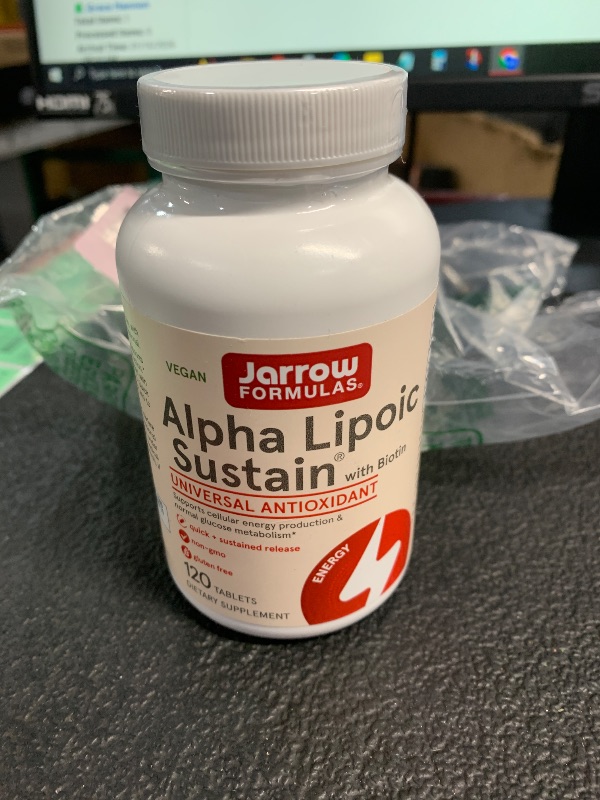 HDMI
VEGAN
Jarrow
FORMULAS®
Alpha Lipoic
Sustain® with Biotin
UNIVERSAL ANTIOXIDANT
Supports cellular energy production &
normal glucose metabolism*
quick + sustained release
non-gmo
gluten free
120 TABLETS
DIETARY SUPPLEMENT
ENERGY